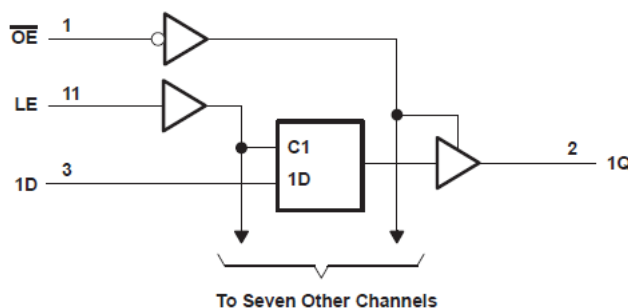 OE 1
LE 11
C1
1D
1D 3
2 1Q
To Seven Other Channels